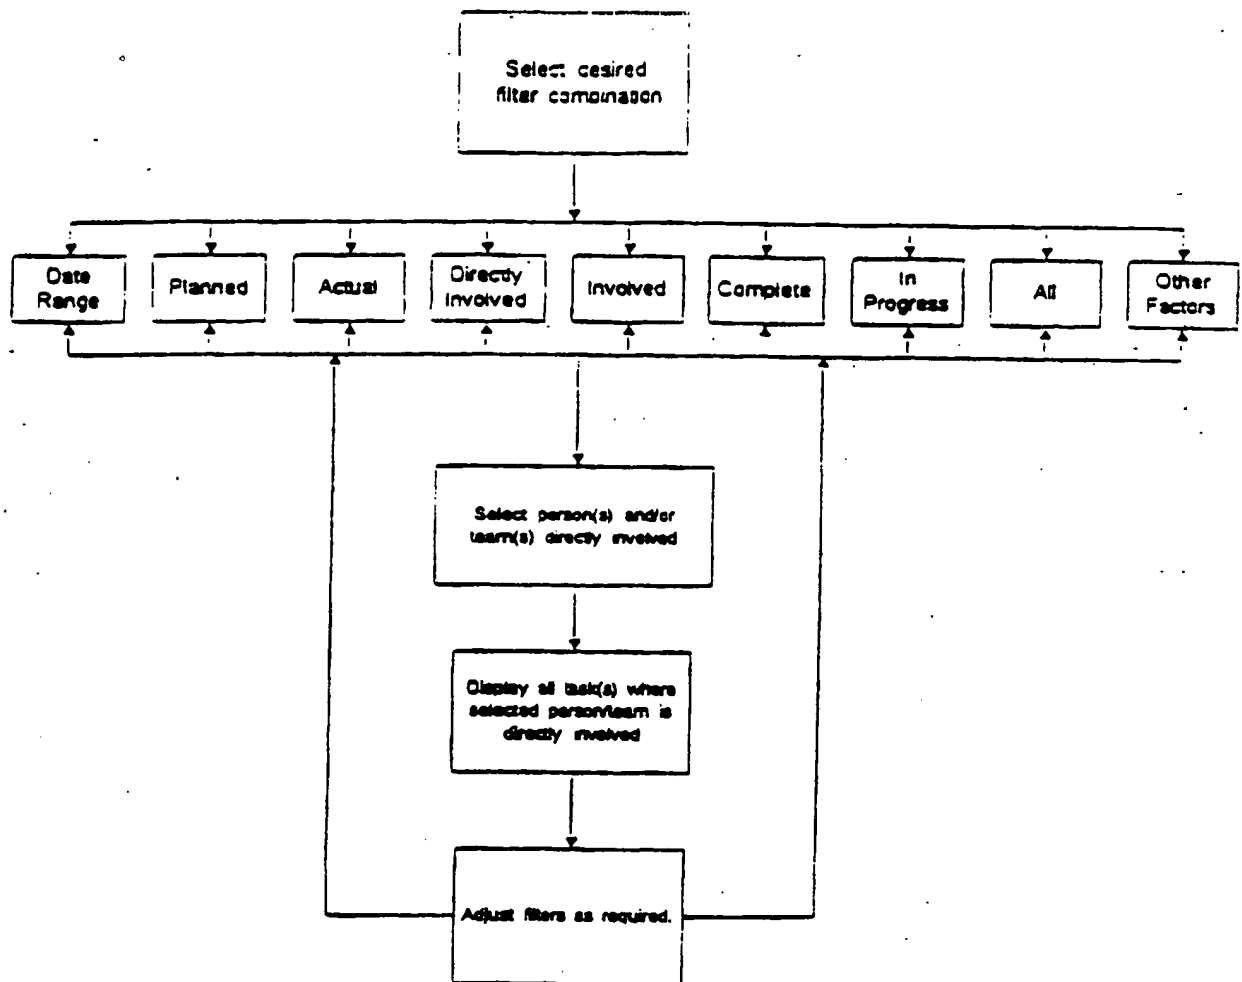 Select desired
filter combination
Date
Range
Planned
Actual
Directly
Involved
Involved
Complete
In
Progress
All
Other
Factors
Select person(s) and/or
team(s) directly involved
Display all task(s) where
selected person/team is
directly involved
Adjust filters as required.